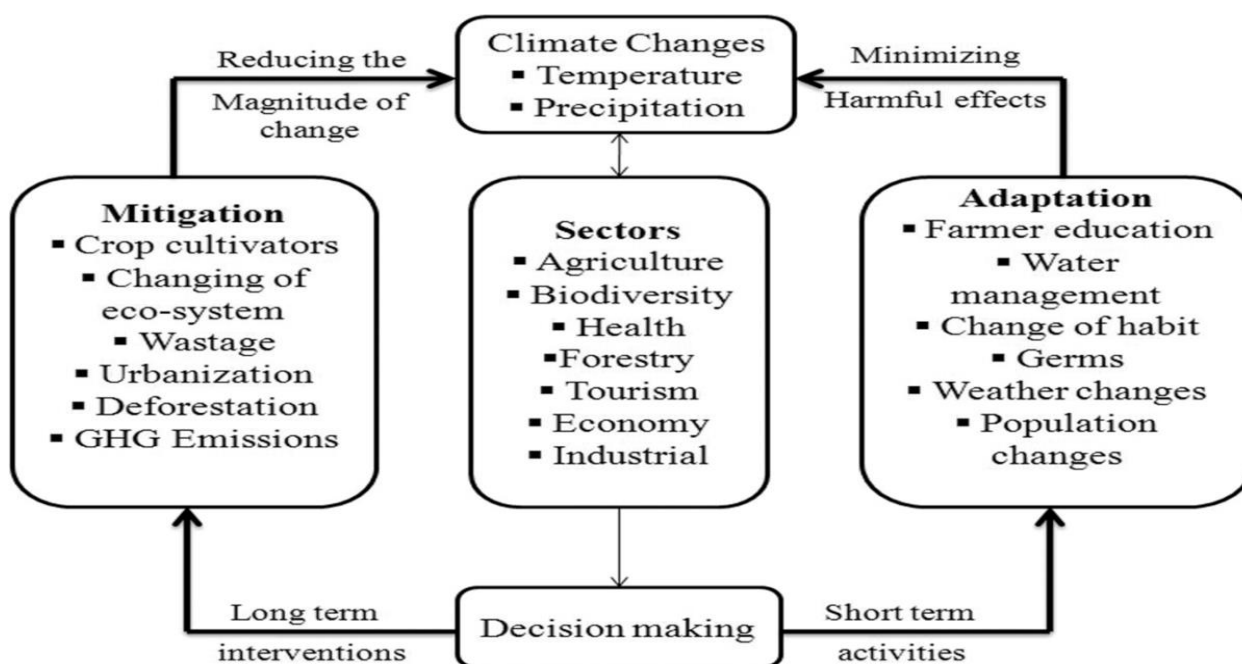 Climate Changes
▪ Temperature
▪ Precipitation
Reducing the
Magnitude of
change
Minimizing
Harmful effects
Mitigation
▪ Crop cultivators
▪ Changing of
eco-system
▪ Wastage
▪ Urbanization
▪ Deforestation
▪ GHG Emissions
Sectors
▪ Agriculture
▪ Biodiversity
▪ Health
▪Forestry
▪ Tourism
▪ Economy
▪ Industrial
Adaptation
▪ Farmer education
▪ Water
management
▪ Change of habit
▪ Germs
▪ Weather changes
▪ Population
changes
Long term
interventions
Decision making
Short term
activities